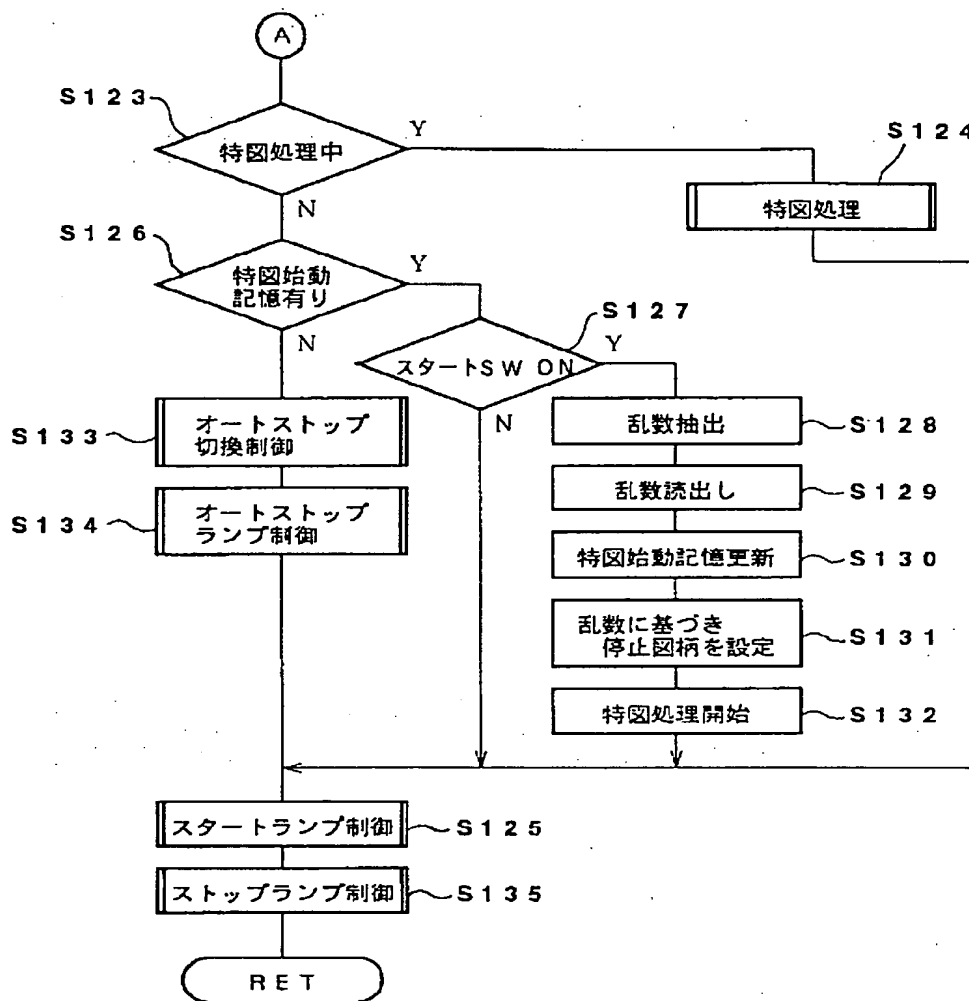 A
S123
特図処理中
Y
N
S124
特図処理
S126
特図始動
記憶有り
Y
N
S127
スタートSW ON
Y
N
S133
オートストップ
切換制御
S134
オートストップ
ランプ制御
乱数抽出
S128
乱数読出し
S129
特図始動記憶更新
S130
乱数に基づき
停止図柄を設定
S131
特図処理開始
S132
スタートランプ制御
S125
ストップランプ制御
S135
RET